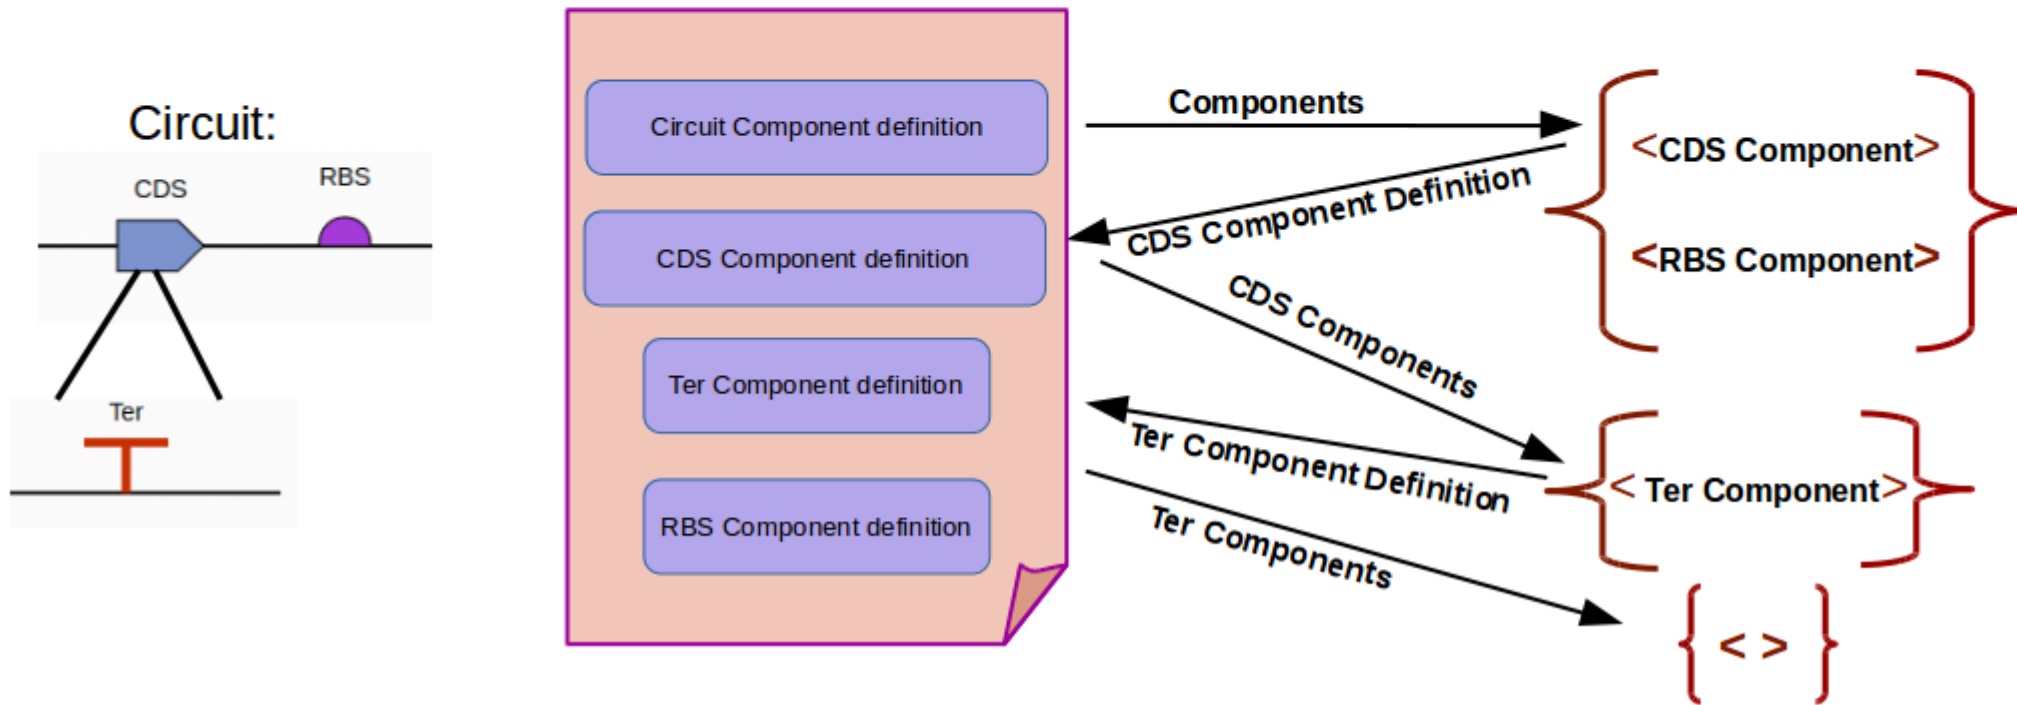 Circuit:
CDS
RBS
Ter
Circuit Component definition
CDS Component definition
Ter Component definition
RBS Component definition
Components
CDS Component Definition
CDS Components
Ter Component Definition
Ter Components
<CDS Component>
<RBS Component>
< Ter Component>
< >